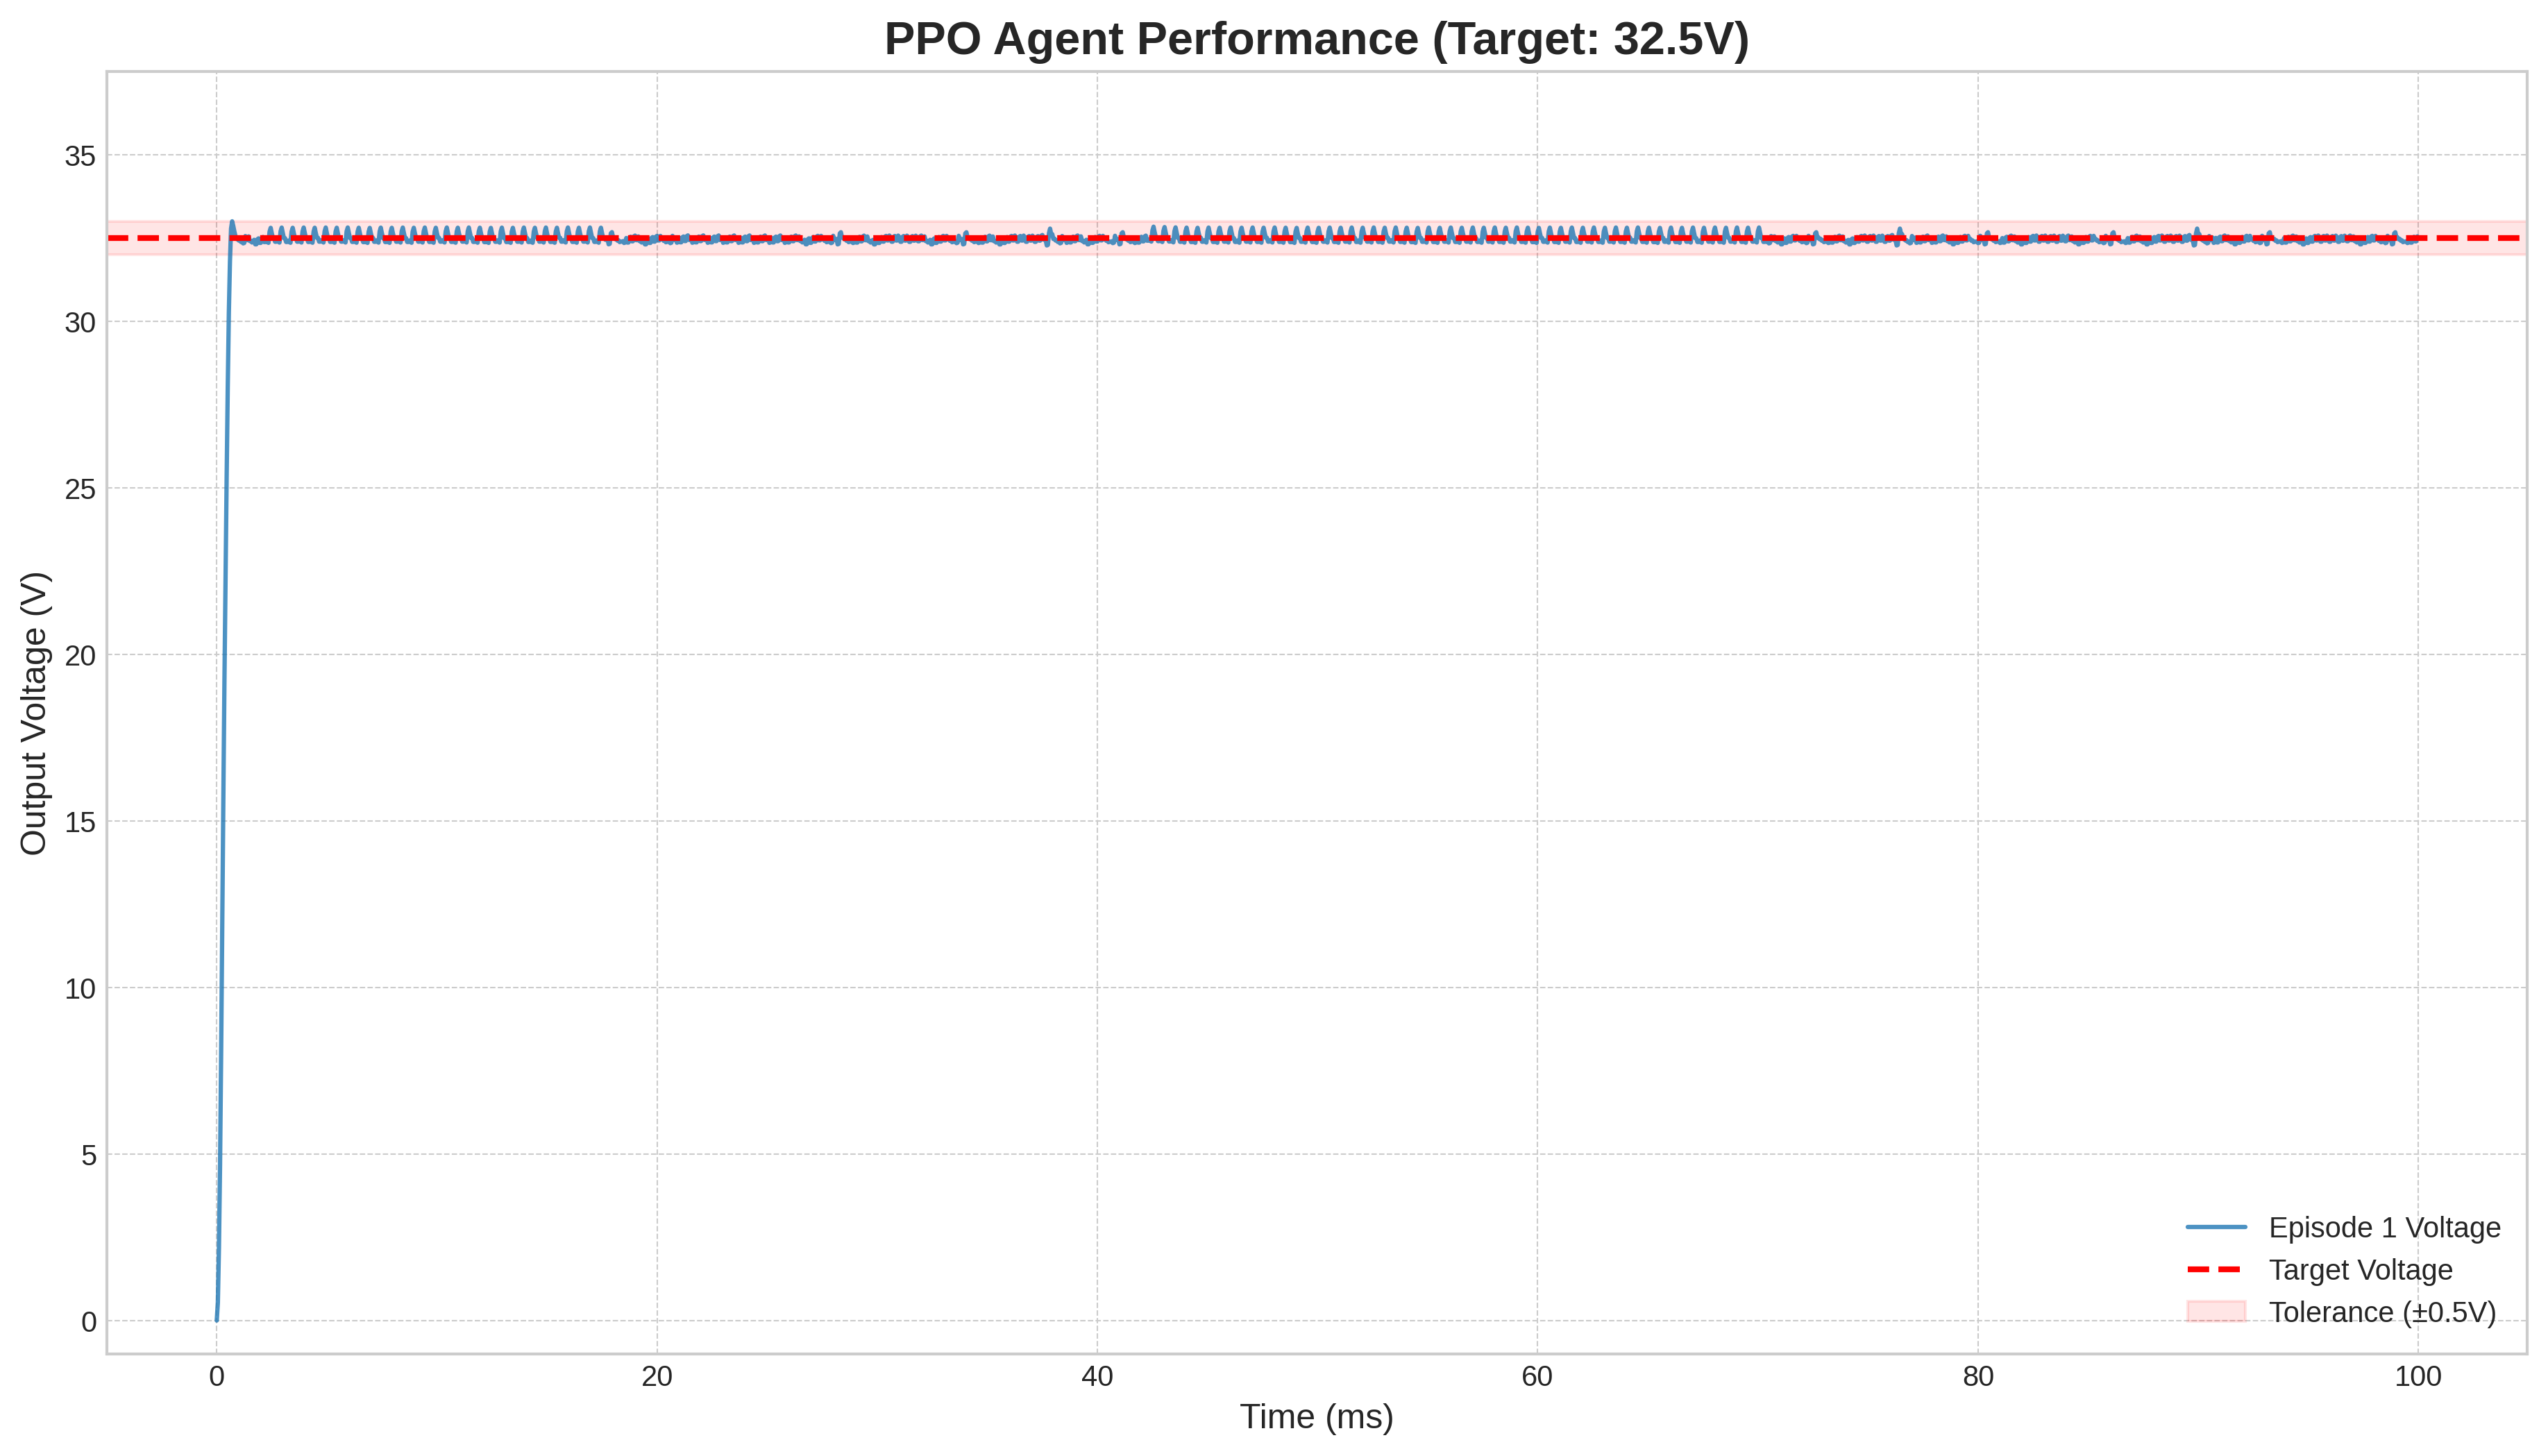 PPO Agent Performance (Target: 32.5V)
Output Voltage (V)
35
30
25
20
15
10
5
0
0 20 40 60 80 100
Time (ms)
Episode 1 Voltage
Target Voltage
Tolerance (±0.5V)